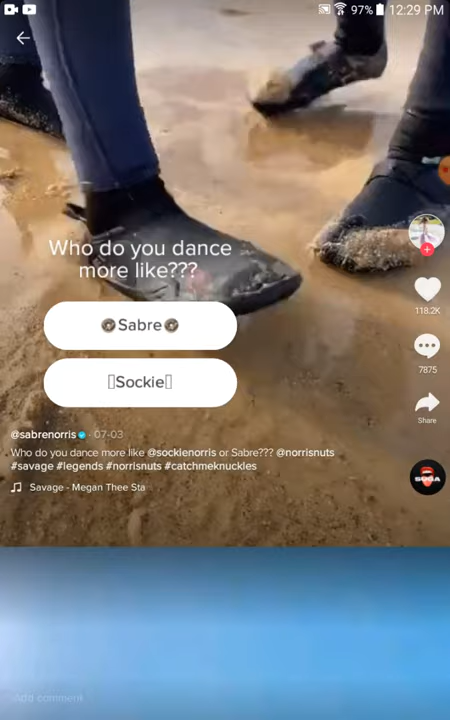 97% 12:29 PM
Who do you dance
more like???
Sabre
Sockie
118.2K
7875
Share
@sabrenorris · 07-03
Who do you dance more like @sockienorris or Sabre??? @norrisnuts
#savage #legends #norrisnuts #catchmeknuckles
Savage - Megan Thee Sta
Add comment